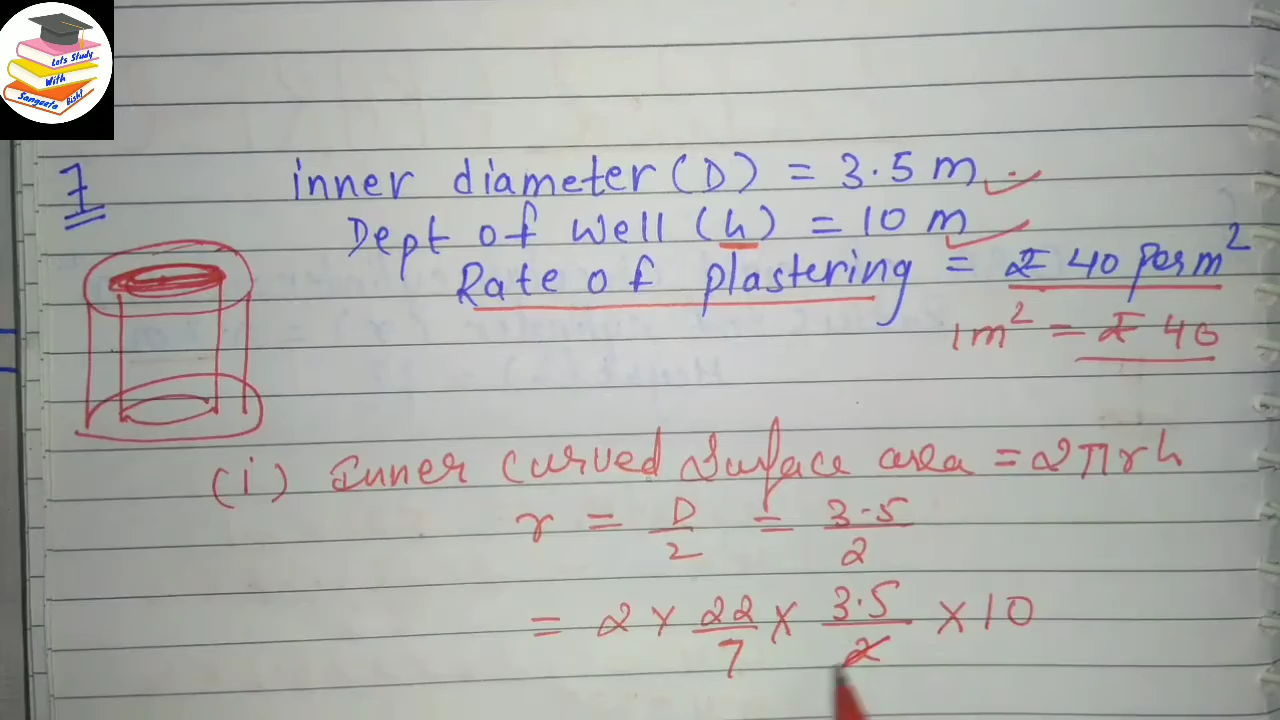 Lets Study
With
Sangeeta Bisht
7
inner diameter (D) = 3.5 m
Dept of well (h) = 10 m
Rate of plastering = ₹ 40 per m²
1m² = ₹ 40
(i) Inner curved surface area = 2πrh
r = D/2 = 3.5/2
= 2 × 22/7 × 3.5/2 × 10